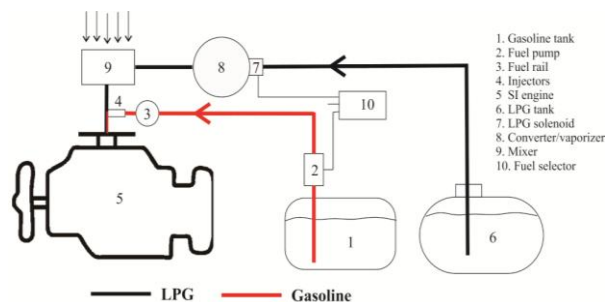 9
8
7
10
4
3
2
5
1
6
1. Gasoline tank
2. Fuel pump
3. Fuel rail
4. Injectors
5 SI engine
6. LPG tank
7. LPG solenoid
8. Converter/vaporizer
9. Mixer
10. Fuel selector
LPG Gasoline